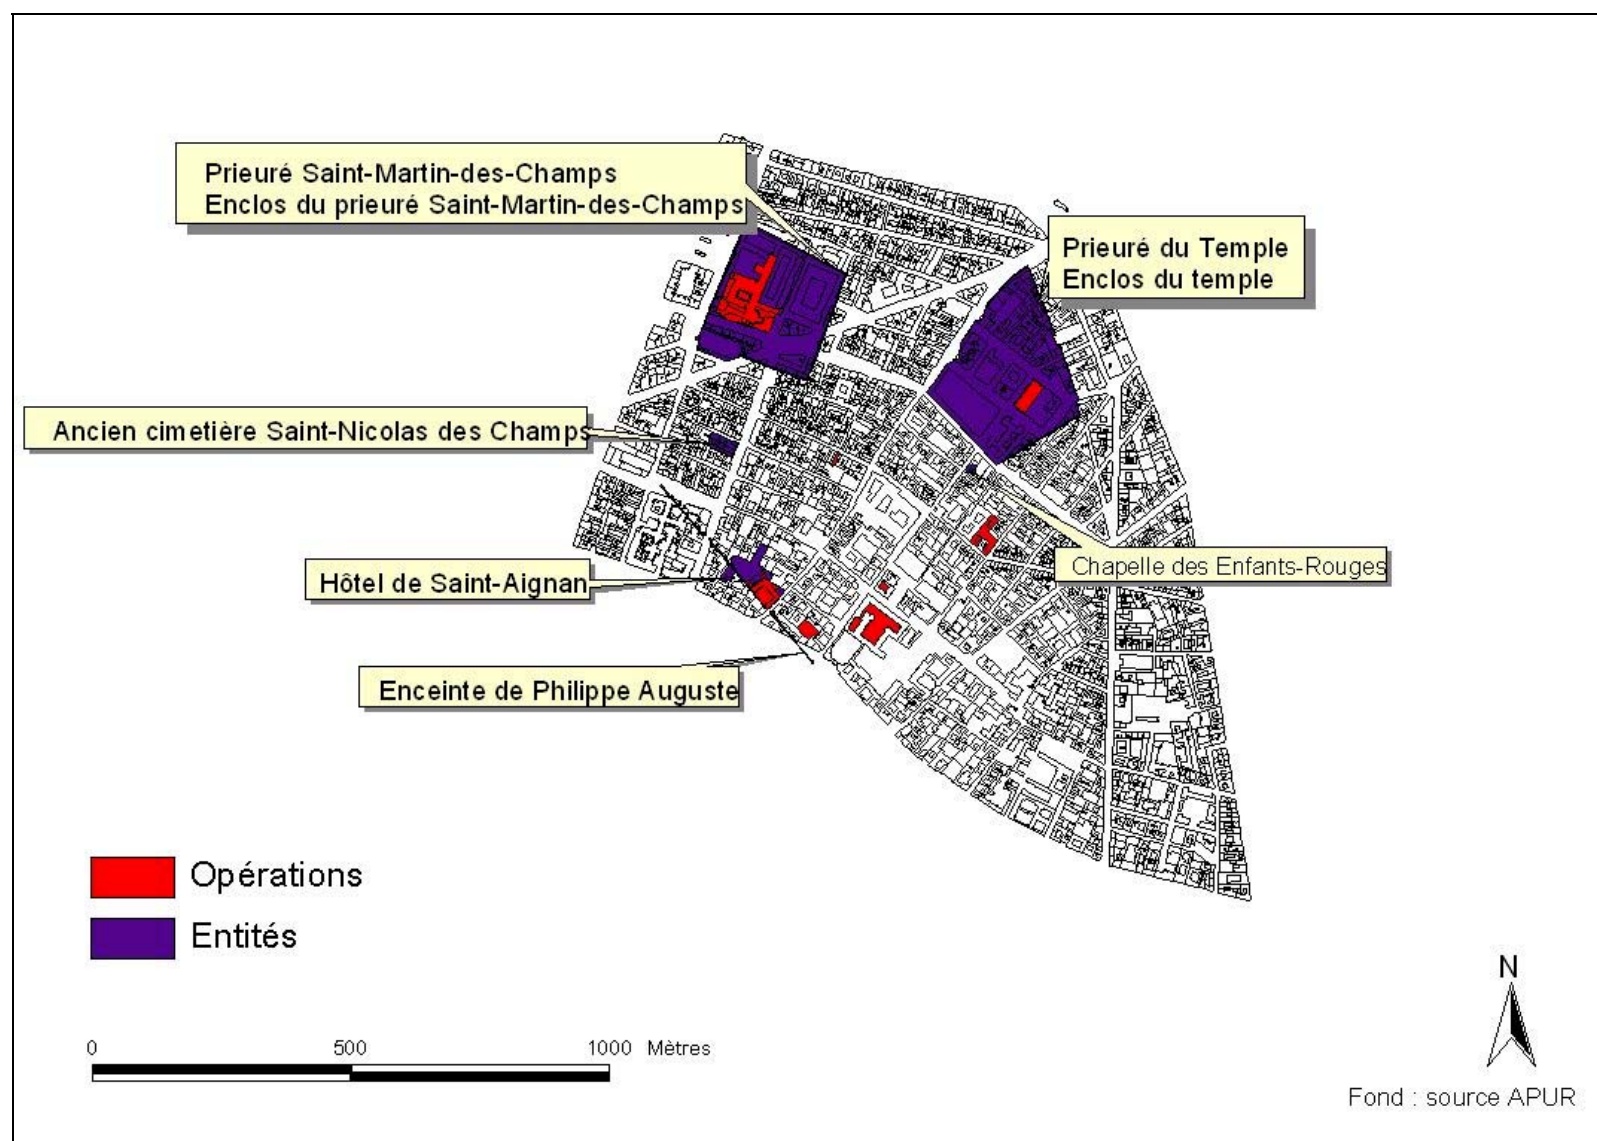 Prieuré Saint-Martin-des-Champs
Enclos du prieuré Saint-Martin-des-Champs
Prieuré du Temple
Enclos du temple
Ancien cimetière Saint-Nicolas des Champs
Chapelle des Enfants-Rouges
Hôtel de Saint-Aignan
Enceinte de Philippe Auguste
Opérations
Entités
0 500 1000 Mètres
N
Fond : source APUR